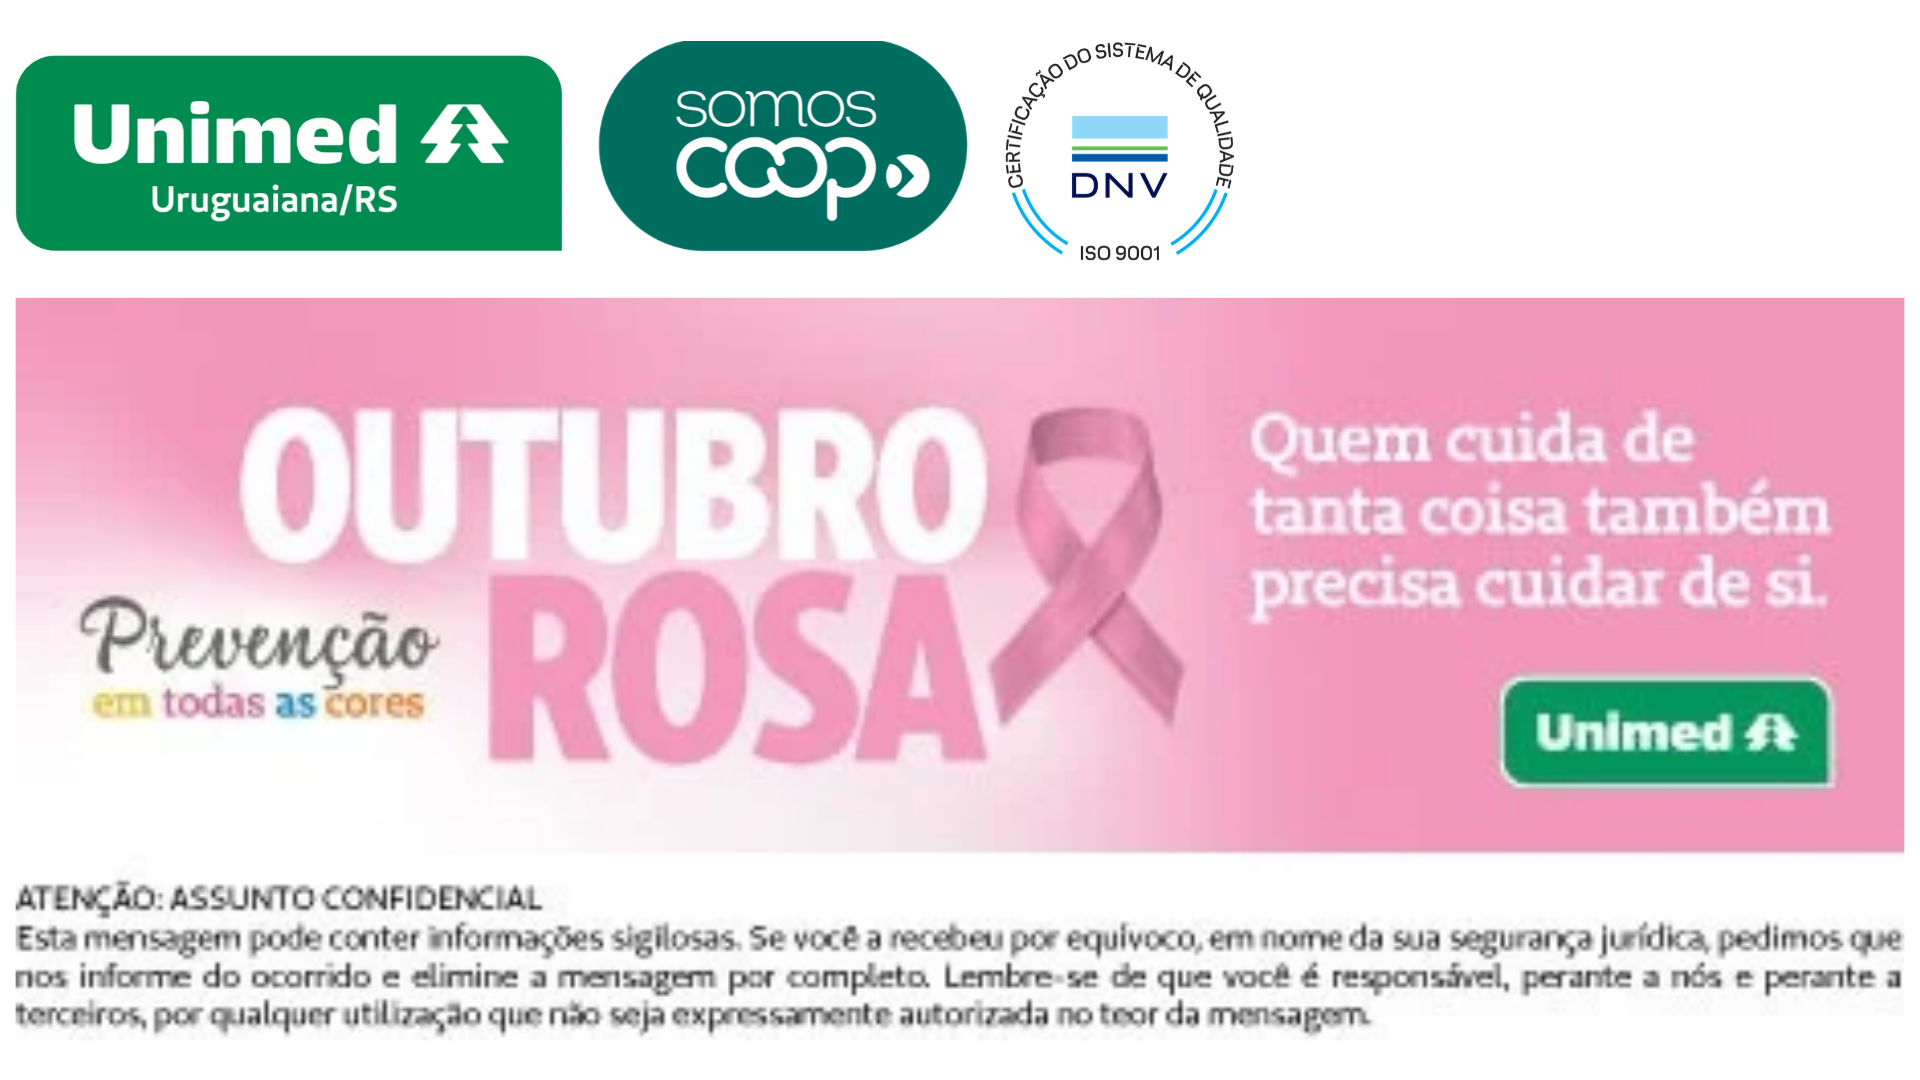 Unimed
Uruguaiana/RS
somos
coop
CERTIFICAÇÃO DO SISTEMA DE QUALIDADE
DNV
ISO 9001
OUTUBRO
ROSA
Prevenção
em todas as cores
Quem cuida de
tanta coisa também
precisa cuidar de si.
Unimed
ATENÇÃO: ASSUNTO CONFIDENCIAL
Esta mensagem pode conter informações sigilosas. Se você a recebeu por equívoco, em nome da sua segurança jurídica, pedimos que
nos informe do ocorrido e elimine a mensagem por completo. Lembre-se de que você é responsável, perante a nós e perante a
terceiros, por qualquer utilização que não seja expressamente autorizada no teor da mensagem.